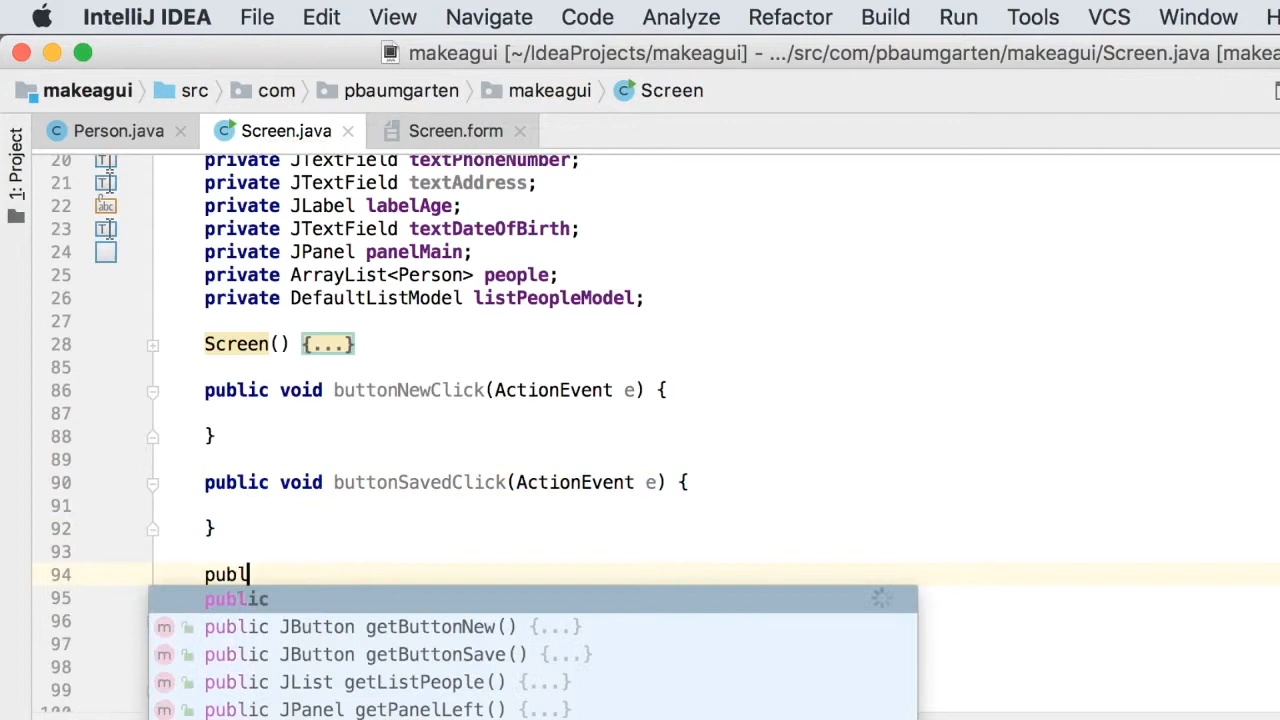 IntelliJ IDEA File Edit View Navigate Code Analyze Refactor Build Run Tools VCS Window H
makeagui [~/IdeaProjects/makeagui] - .../src/com/pbaumgarten/makeagui/Screen.java [makea
makeagui src com pbaumgarten makeagui Screen
Person.java Screen.java Screen.form
1: Project
20 private JTextField textPhoneNumber;
21 private JTextField textAddress;
22 private JLabel labelAge;
23 private JTextField textDateOfBirth;
24 private JPanel panelMain;
25 private ArrayList<Person> people;
26 private DefaultListModel listPeopleModel;
27
28 Screen() {...}
85
86 public void buttonNewClick(ActionEvent e) {
87
88 }
89
90 public void buttonSavedClick(ActionEvent e) {
91
92 }
93
94 publ
95 public
96 public JButton getButtonNew() {...}
97 public JButton getButtonSave() {...}
98 public JList getListPeople() {...}
99 public JPanel getPanelLeft() {...}